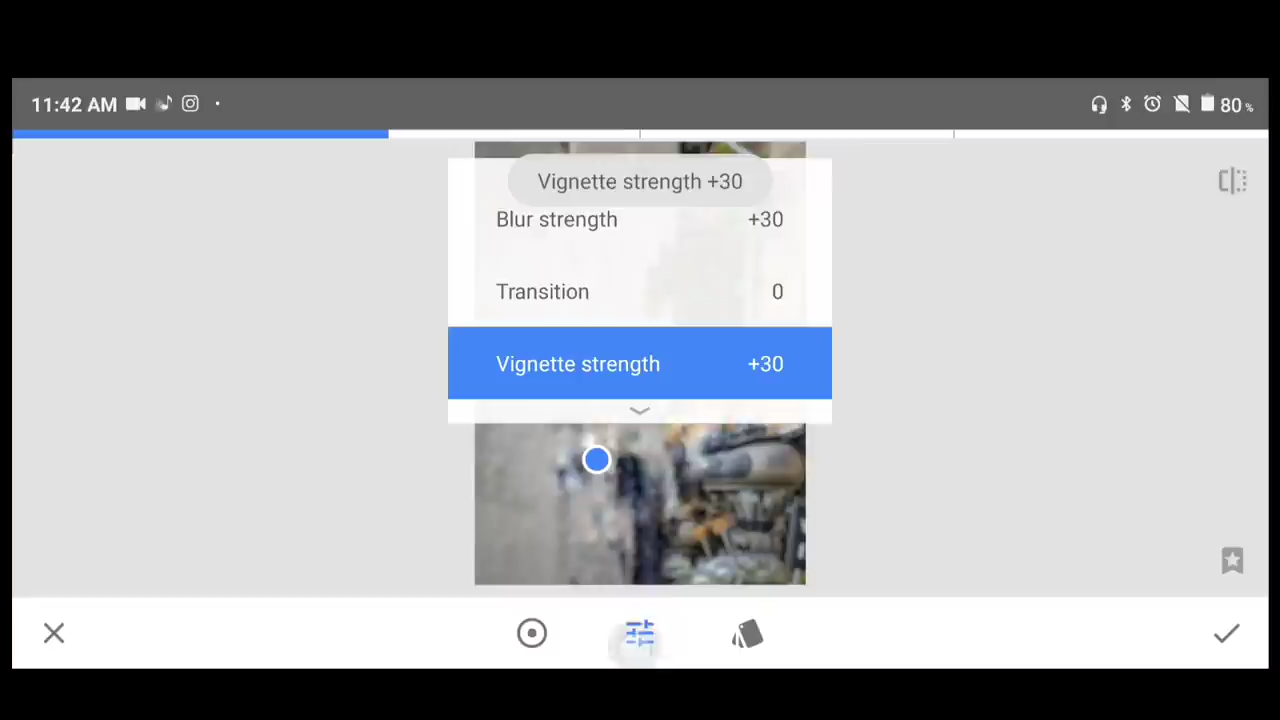 11:42 AM
80%
Vignette strength +30
Blur strength +30
Transition 0
Vignette strength +30